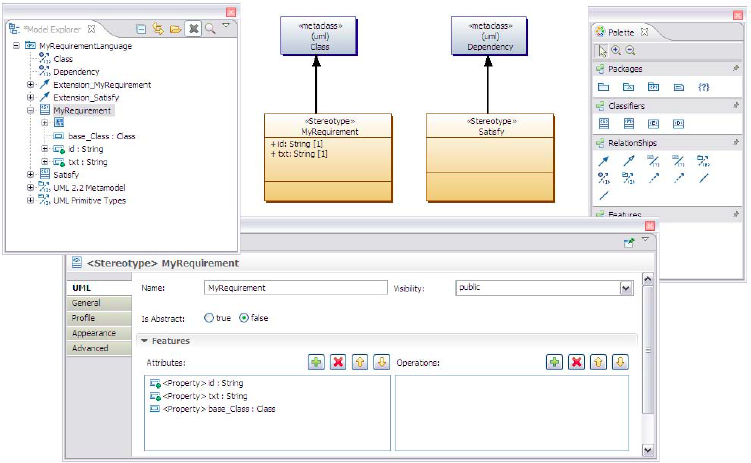 *Model Explorer
MyRequirementLanguage
Class
Dependency
Extension_MyRequirement
Extension_Satisfy
MyRequirement
base_Class : Class
id : String
txt : String
Satisfy
UML 2.2 Metamodel
UML Primitive Types
«metaclass»
(uml)
Class
«metaclass»
(uml)
Dependency
«Stereotype»
MyRequirement
+ id: String [1]
+ txt: String [1]
«Stereotype»
Satisfy
Palette
Packages
{?}
Classifiers
RelationShips
Features
<Stereotype> MyRequirement
UML
General
Profile
Appearance
Advanced
Name:
MyRequirement
Visibility:
public
Is Abstract:
true
false
Features
Attributes:
Operations:
<Property> id : String
<Property> txt : String
<Property> base_Class : Class